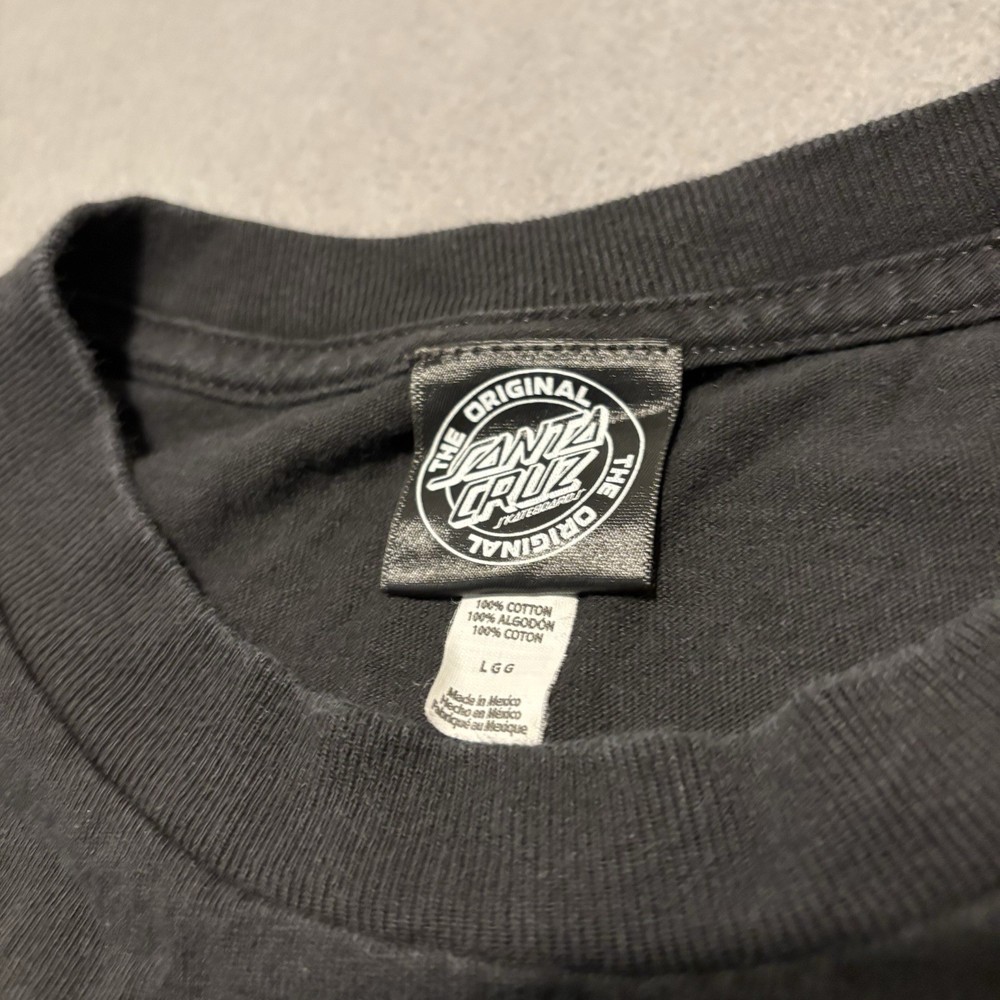 THE ORIGINAL
SANTA
CRUZ
SKATEBOARDS
THE ORIGINAL
100% COTTON
100% ALGODÓN
100% COTON
L G G
Made in Mexico
Hecho en México
Fabriqué au Mexique